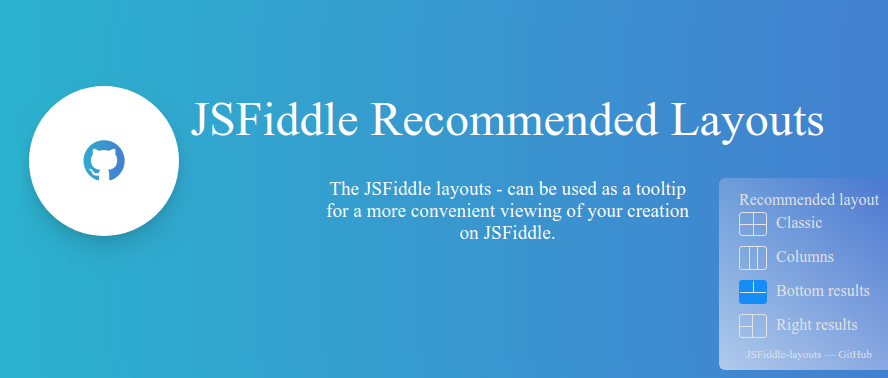 JSFiddle Recommended Layouts
The JSFiddle layouts - can be used as a tooltip
for a more convenient viewing of your creation
on JSFiddle.
Recommended layout
Classic
Columns
Bottom results
Right results
JSFiddle-layouts — GitHub